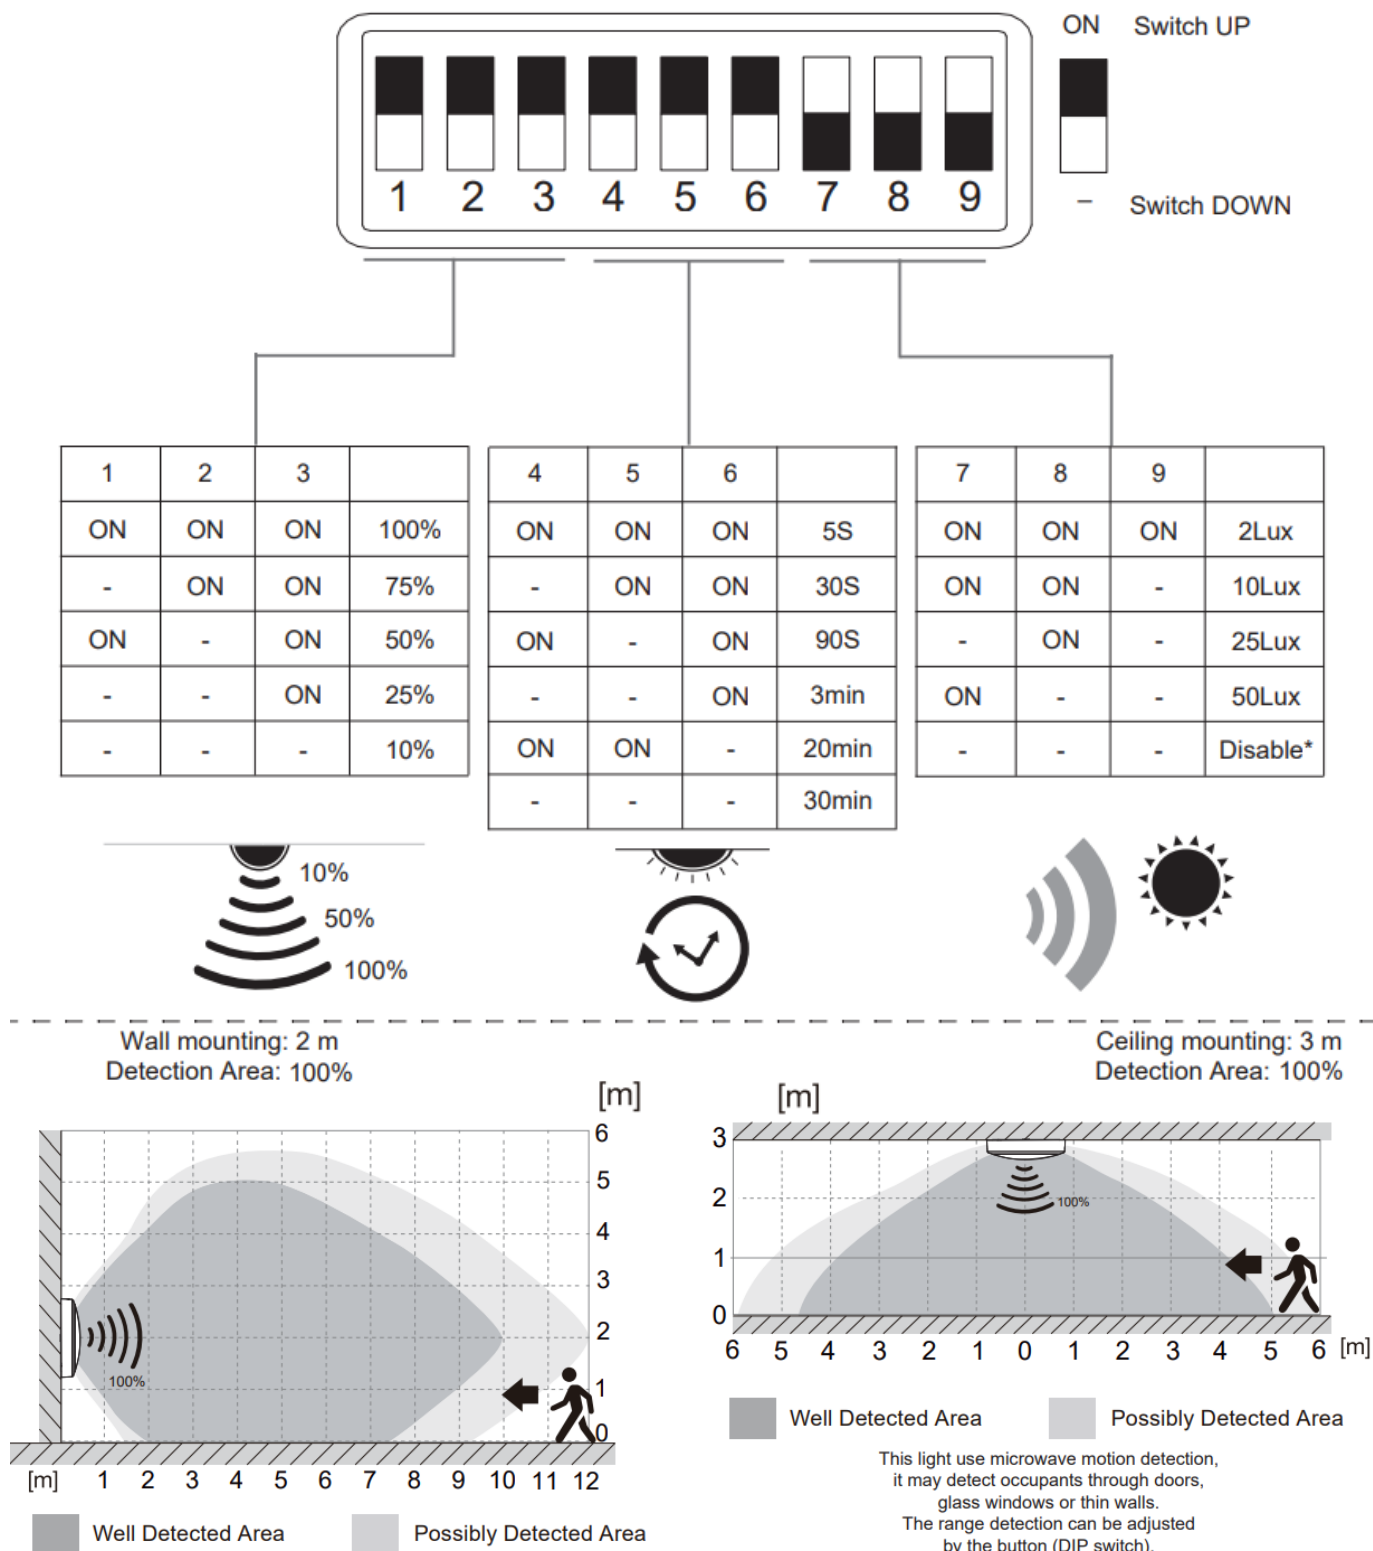 ON Switch UP
1 2 3 4 5 6 7 8 9
– Switch DOWN
1 2 3
ON ON ON 100%
- ON ON 75%
ON - ON 50%
- - ON 25%
- - - 10%
4 5 6
ON ON ON 5S
- ON ON 30S
ON - ON 90S
- - ON 3min
ON ON - 20min
- - - 30min
7 8 9
ON ON ON 2Lux
ON ON - 10Lux
- ON - 25Lux
ON - - 50Lux
- - - Disable*
10%
50%
100%
Wall mounting: 2 m
Detection Area: 100%
[m]
6
5
4
3
2
1
0
100%
[m] 1 2 3 4 5 6 7 8 9 10 11 12
Well Detected Area Possibly Detected Area
Ceiling mounting: 3 m
Detection Area: 100%
[m]
3
2
1
0
100%
6 5 4 3 2 1 0 1 2 3 4 5 6 [m]
Well Detected Area Possibly Detected Area
This light use microwave motion detection,
it may detect occupants through doors,
glass windows or thin walls.
The range detection can be adjusted
by the button (DIP switch).